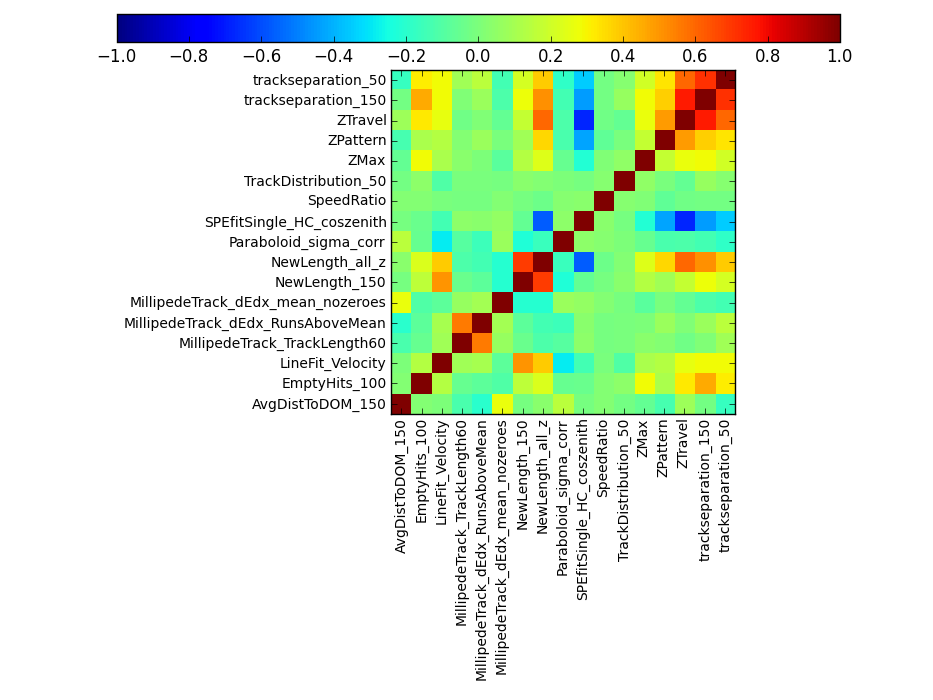 −1.0 −0.8 −0.6 −0.4 −0.2 0.0 0.2 0.4 0.6 0.8 1.0
trackseparation_50
trackseparation_150
ZTravel
ZPattern
ZMax
TrackDistribution_50
SpeedRatio
SPEfitSingle_HC_coszenith
Paraboloid_sigma_corr
NewLength_all_z
NewLength_150
MillipedeTrack_dEdx_mean_nozeroes
MillipedeTrack_dEdx_RunsAboveMean
MillipedeTrack_TrackLength60
LineFit_Velocity
EmptyHits_100
AvgDistToDOM_150
AvgDistToDOM_150
EmptyHits_100
LineFit_Velocity
MillipedeTrack_TrackLength60
MillipedeTrack_dEdx_RunsAboveMean
MillipedeTrack_dEdx_mean_nozeroes
NewLength_150
NewLength_all_z
Paraboloid_sigma_corr
SPEfitSingle_HC_coszenith
SpeedRatio
TrackDistribution_50
ZMax
ZPattern
ZTravel
trackseparation_150
trackseparation_50